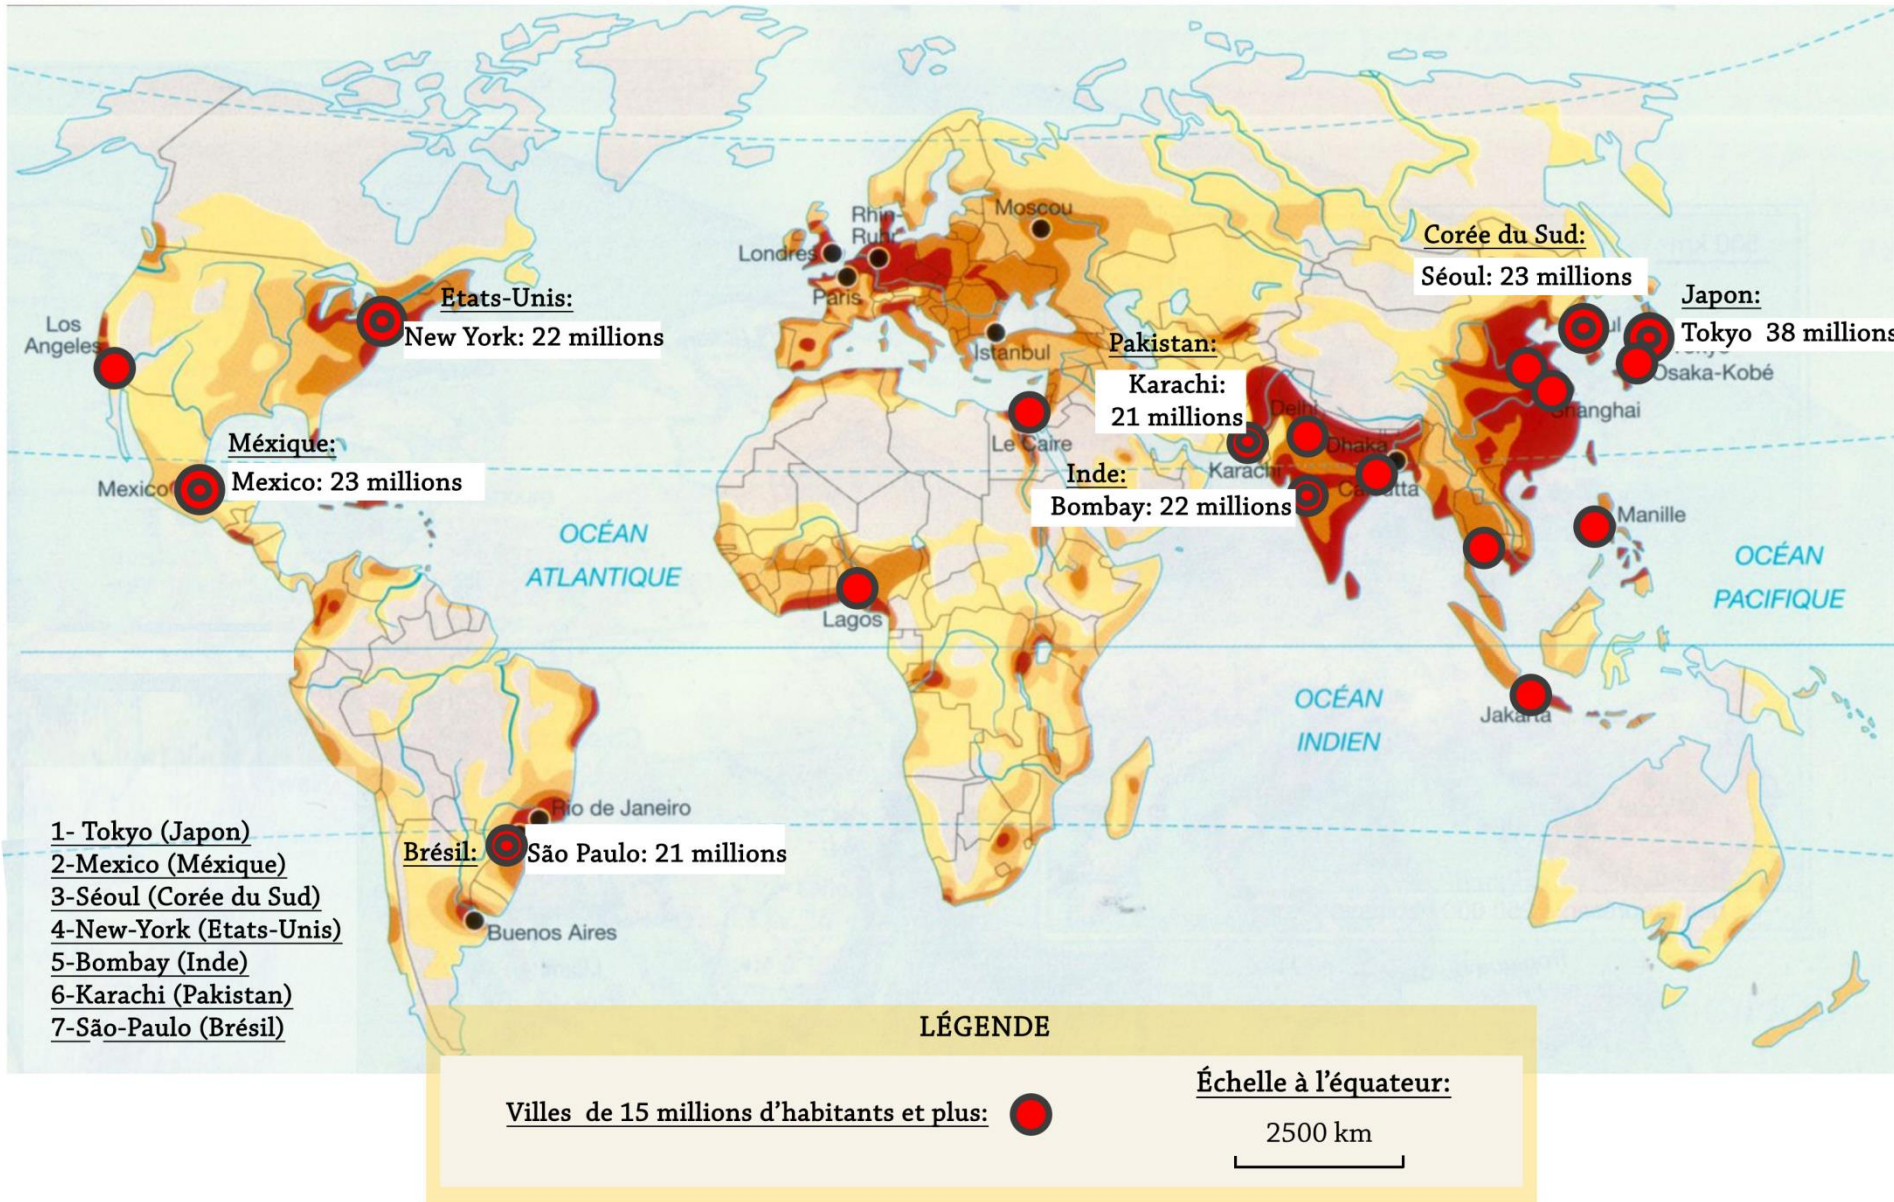 Rhin-
Ruhr
Moscou
Londres
Paris
Istanbul
Corée du Sud:
Séoul: 23 millions
Japon:
Tokyo 38 millions
Osaka-Kobé
Shanghai
Etats-Unis:
New York: 22 millions
Los
Angeles
Pakistan:
Karachi:
21 millions
Delhi
Dhaka
Le Caire
Karachi
Calcutta
Méxique:
Mexico: 23 millions
Mexico
Inde:
Bombay: 22 millions
Manille
OCÉAN
ATLANTIQUE
OCÉAN
PACIFIQUE
Lagos
OCÉAN
INDIEN
Jakarta
Rio de Janeiro
Brésil:
São Paulo: 21 millions
Buenos Aires
1- Tokyo (Japon)
2-Mexico (Méxique)
3-Séoul (Corée du Sud)
4-New-York (Etats-Unis)
5-Bombay (Inde)
6-Karachi (Pakistan)
7-São-Paulo (Brésil)
LÉGENDE
Villes de 15 millions d'habitants et plus:
Échelle à l'équateur:
2500 km